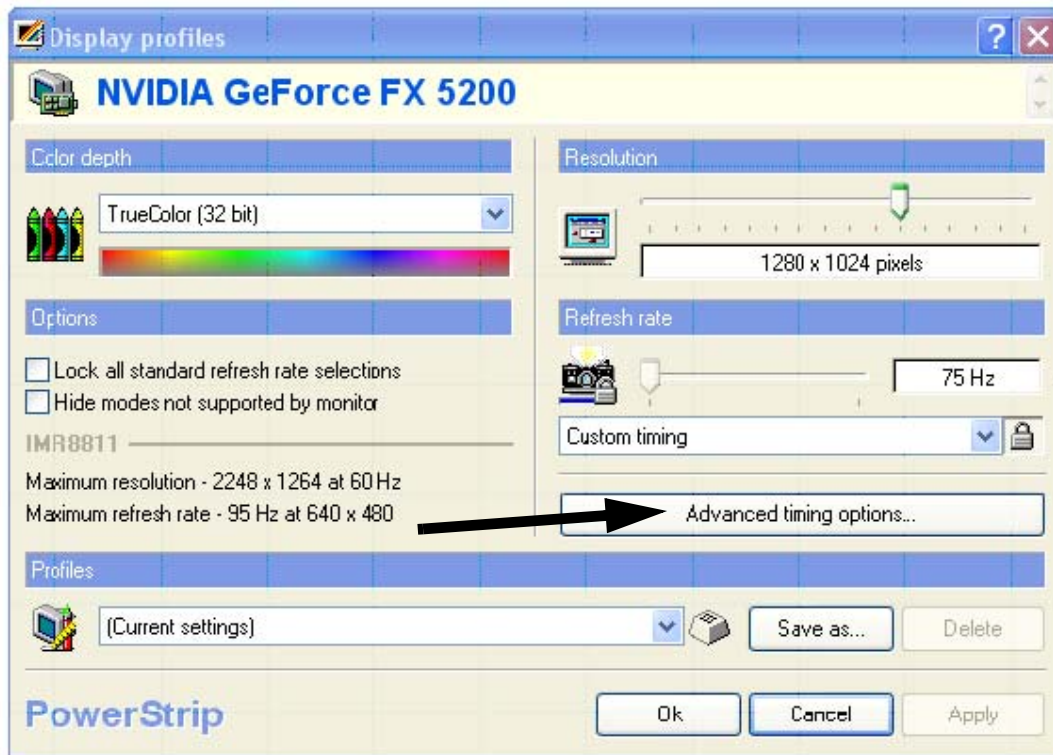 Display profiles
NVIDIA GeForce FX 5200
Color depth
TrueColor (32 bit)
Resolution
1280 x 1024 pixels
Options
Lock all standard refresh rate selections
Hide modes not supported by monitor
IMR8811
Maximum resolution - 2248 x 1264 at 60 Hz
Maximum refresh rate - 95 Hz at 640 x 480
Refresh rate
75 Hz
Custom timing
Advanced timing options...
Profiles
(Current settings)
Save as...
Delete
PowerStrip
Ok
Cancel
Apply